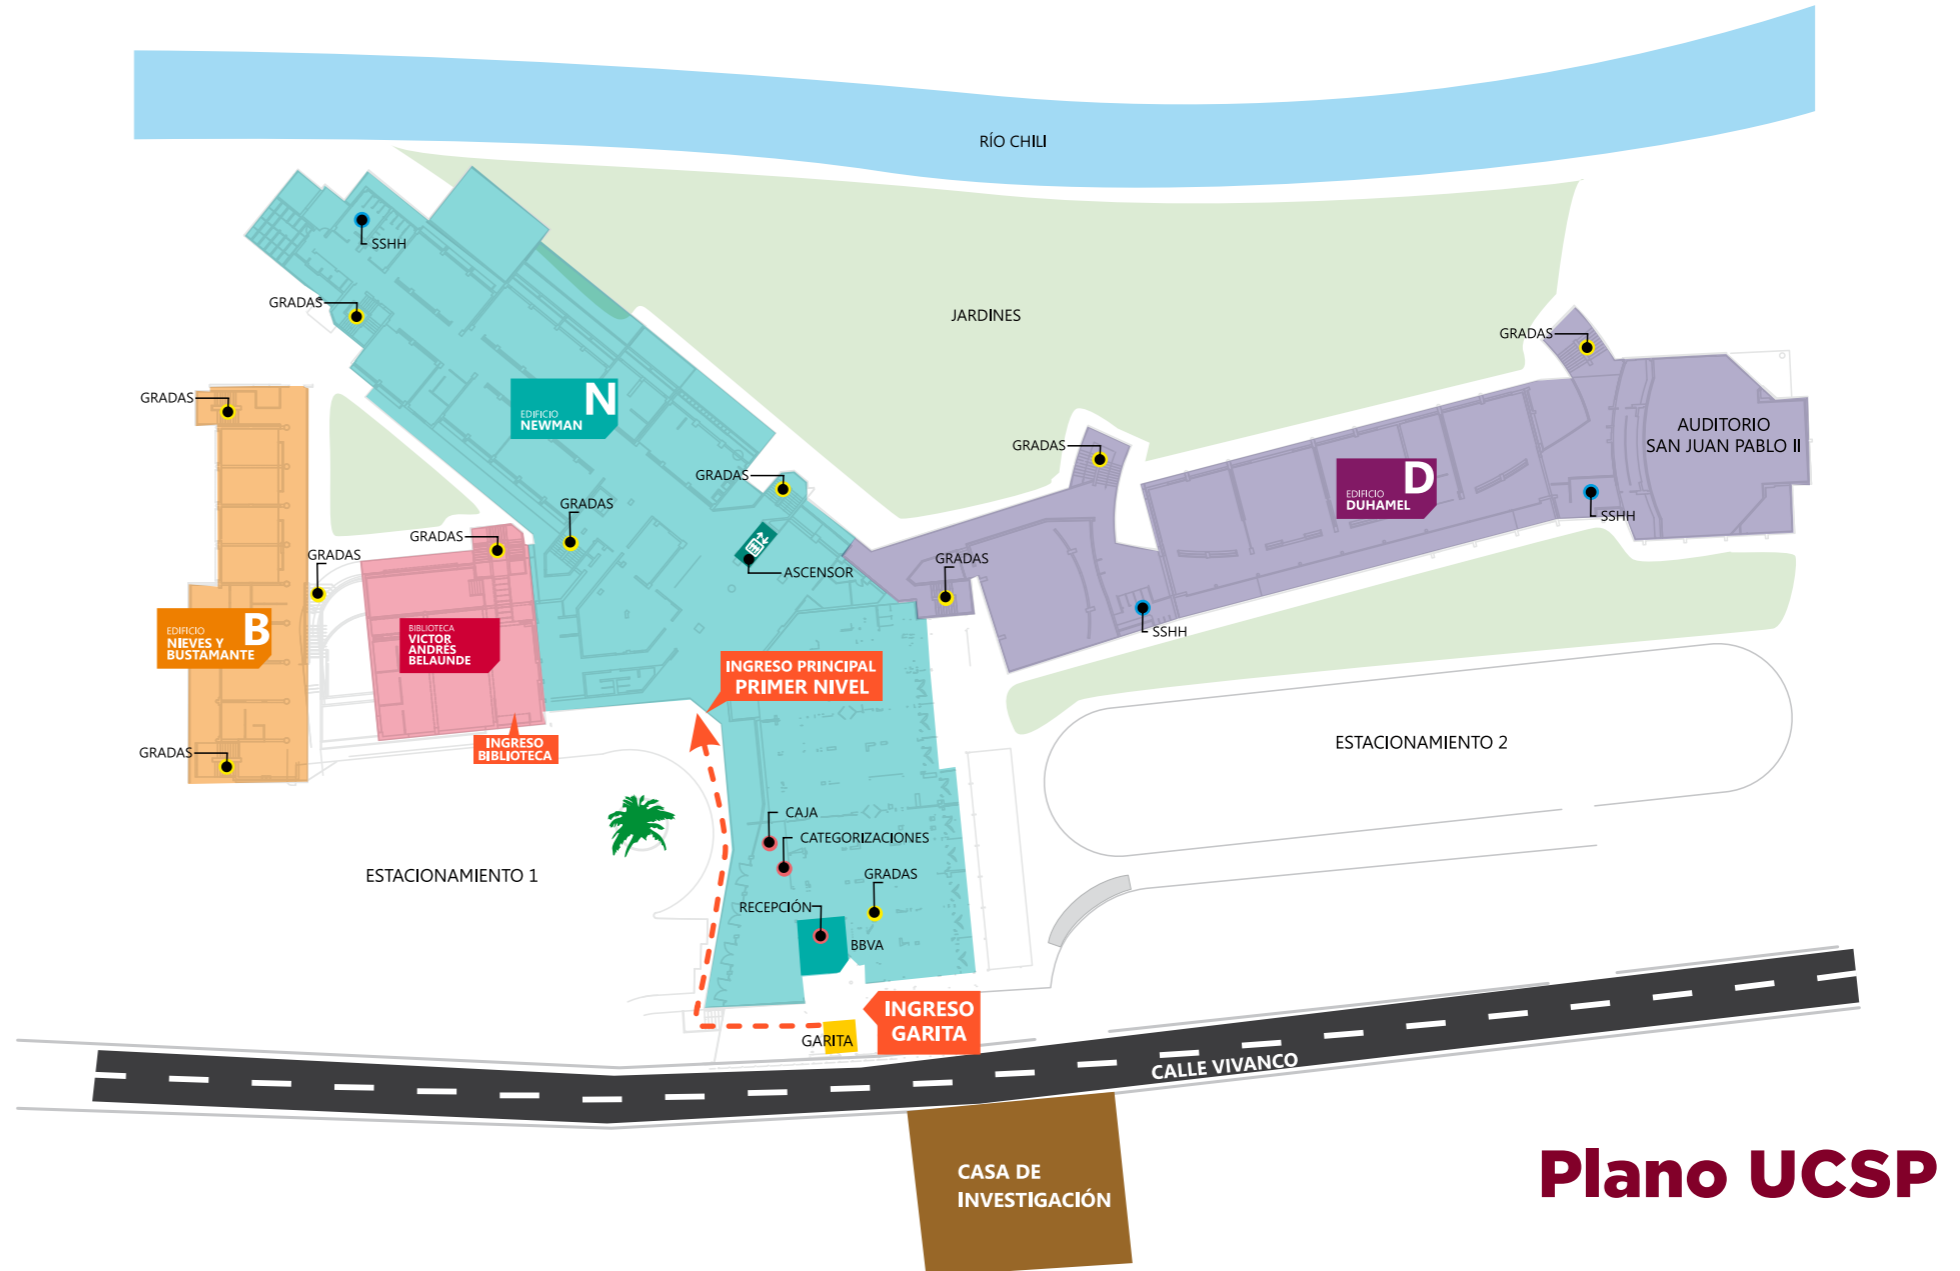 RÍO CHILI
SSHH
GRADAS
JARDINES
GRADAS
AUDITORIO
SAN JUAN PABLO II
GRADAS
EDIFICIO
NEWMAN
N
GRADAS
GRADAS
EDIFICIO
DUHAMEL
D
SSHH
GRADAS
GRADAS
GRADAS
GRADAS
ASCENSOR
GRADAS
SSHH
EDIFICIO
NIEVES Y
BUSTAMANTE
B
BIBLIOTECA
VICTOR
ANDRÉS
BELAUNDE
INGRESO PRINCIPAL
PRIMER NIVEL
GRADAS
INGRESO
BIBLIOTECA
ESTACIONAMIENTO 2
CAJA
CATEGORIZACIONES
ESTACIONAMIENTO 1
GRADAS
RECEPCIÓN
BBVA
INGRESO
GARITA
GARITA
CALLE VIVANCO
CASA DE
INVESTIGACIÓN
Plano UCSP